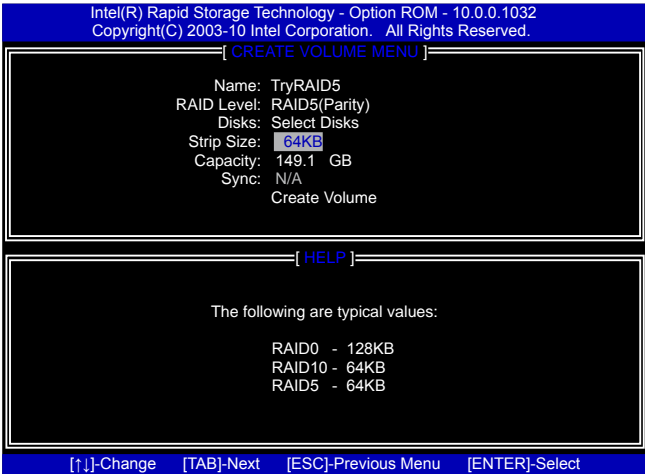 Intel(R) Rapid Storage Technology - Option ROM - 10.0.0.1032
Copyright(C) 2003-10 Intel Corporation. All Rights Reserved.
[ CREATE VOLUME MENU ]
Name: TryRAID5
RAID Level: RAID5(Parity)
Disks: Select Disks
Strip Size: 64KB
Capacity: 149.1 GB
Sync: N/A
Create Volume
[ HELP ]
The following are typical values:
RAID0 - 128KB
RAID10 - 64KB
RAID5 - 64KB
[↑↓]-Change [TAB]-Next [ESC]-Previous Menu [ENTER]-Select